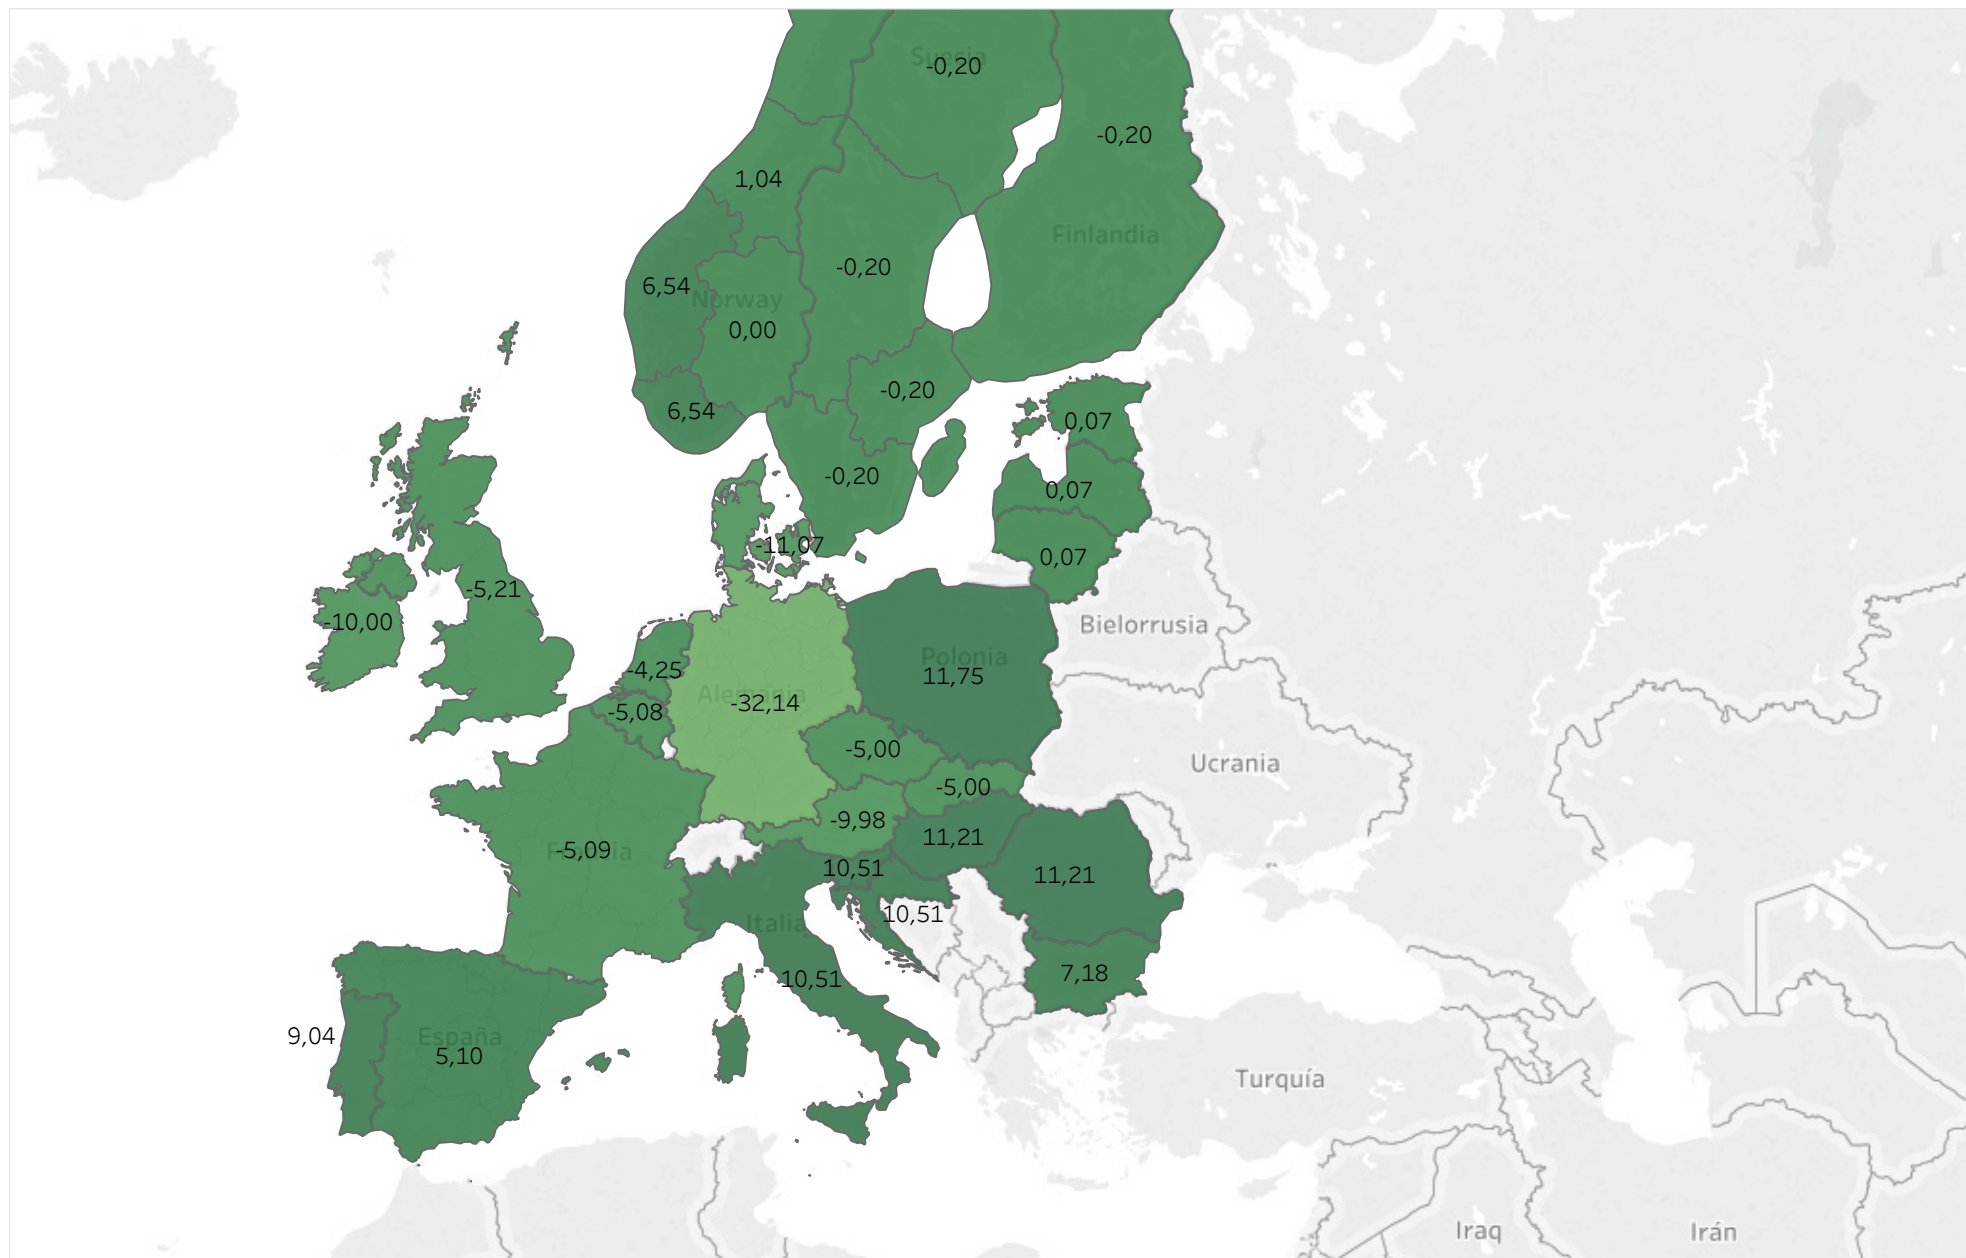 Suecia
-0,20
-0,20
1,04
Finlandia
-0,20
6,54
Norway
0,00
-0,20
6,54
0,07
-0,20
0,07
-11,07
0,07
-5,21
-10,00
Bielorrusia
Polonia
11,75
-4,25
Alemania
-32,14
-5,08
-5,00
Ucrania
-5,00
-9,98
11,21
Francia
-5,09
10,51
11,21
10,51
Italia
7,18
10,51
9,04
España
5,10
Turquía
Iraq
Irán